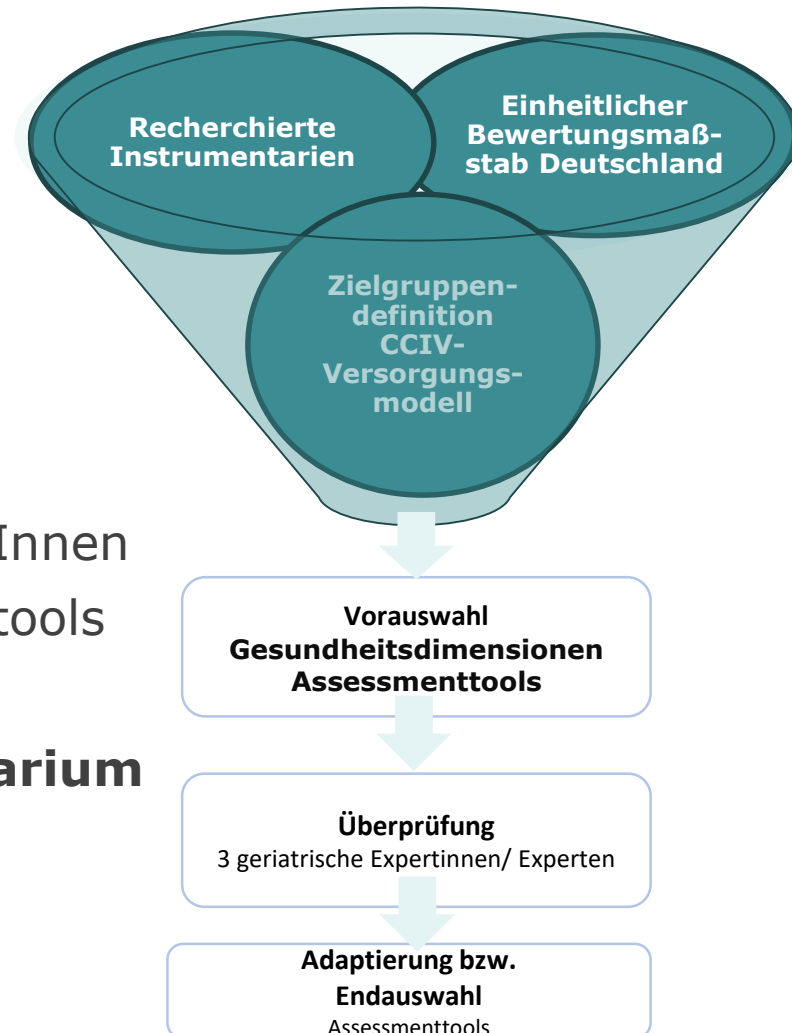 Recherchierte
Instrumentarien
Einheitlicher
Bewertungsmaß-
stab Deutschland
Zielgruppen-
definition
CCIV-
Versorgungs-
modell
Innen
tools
arium
Vorauswahl
Gesundheitsdimensionen
Assessmenttools
Überprüfung
3 geriatrische Expertinnen/ Experten
Adaptierung bzw.
Endauswahl
Assessmenttools